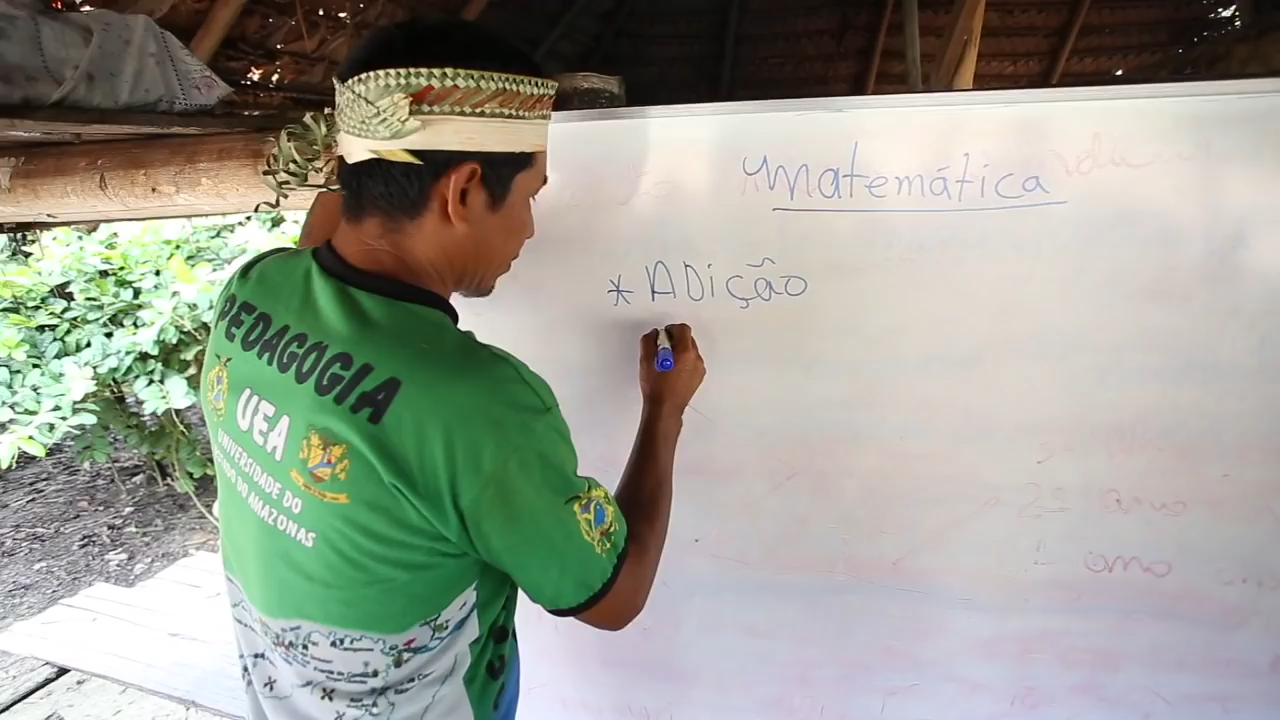 Matemática
* ADição
2º ano
ano
PEDAGOGIA
UEA
UNIVERSIDADE DO
ESTADO DO AMAZONAS